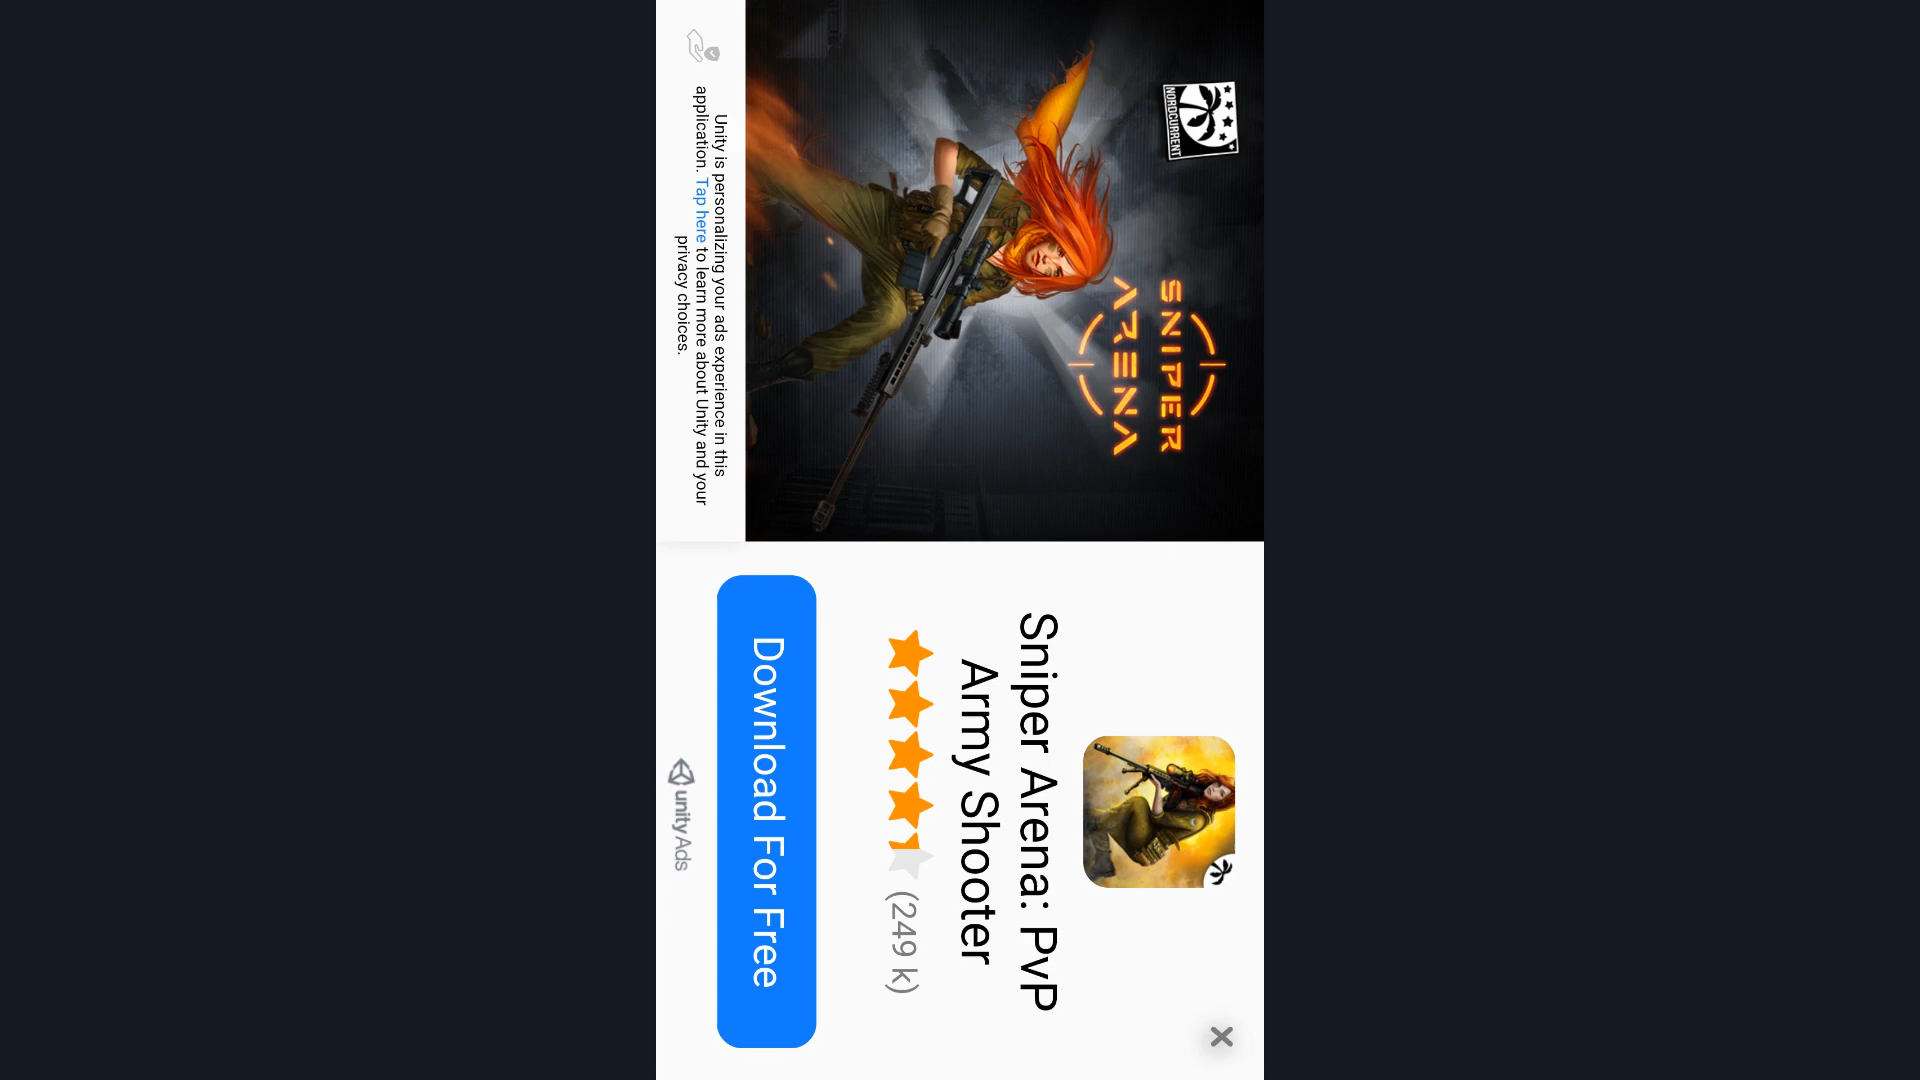 NORDCURRENT
SNIPER
ARENA
Unity is personalizing your ads experience in this
application. Tap here to learn more about Unity and your
privacy choices.
Sniper Arena: PvP
Army Shooter
(249 k)
Download For Free
unity Ads